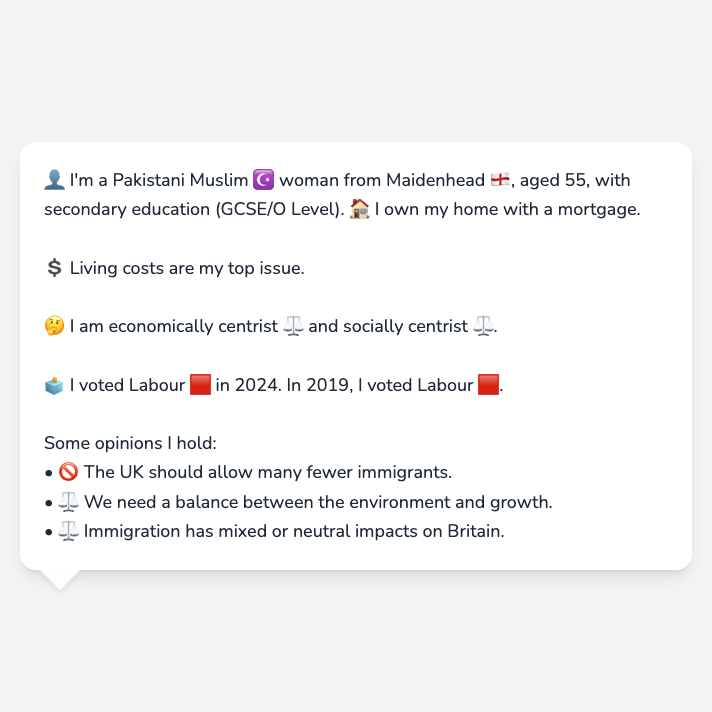 👤 I'm a Pakistani Muslim ☪️ woman from Maidenhead 🏴󠁧󠁢󠁥󠁮󠁧󠁿, aged 55, with
secondary education (GCSE/O Level). 🏠 I own my home with a mortgage.
💲 Living costs are my top issue.
🤔 I am economically centrist ⚖️ and socially centrist ⚖️.
🗳️ I voted Labour 🟥 in 2024. In 2019, I voted Labour 🟥.
Some opinions I hold:
• 🚫 The UK should allow many fewer immigrants.
• ⚖️ We need a balance between the environment and growth.
• ⚖️ Immigration has mixed or neutral impacts on Britain.